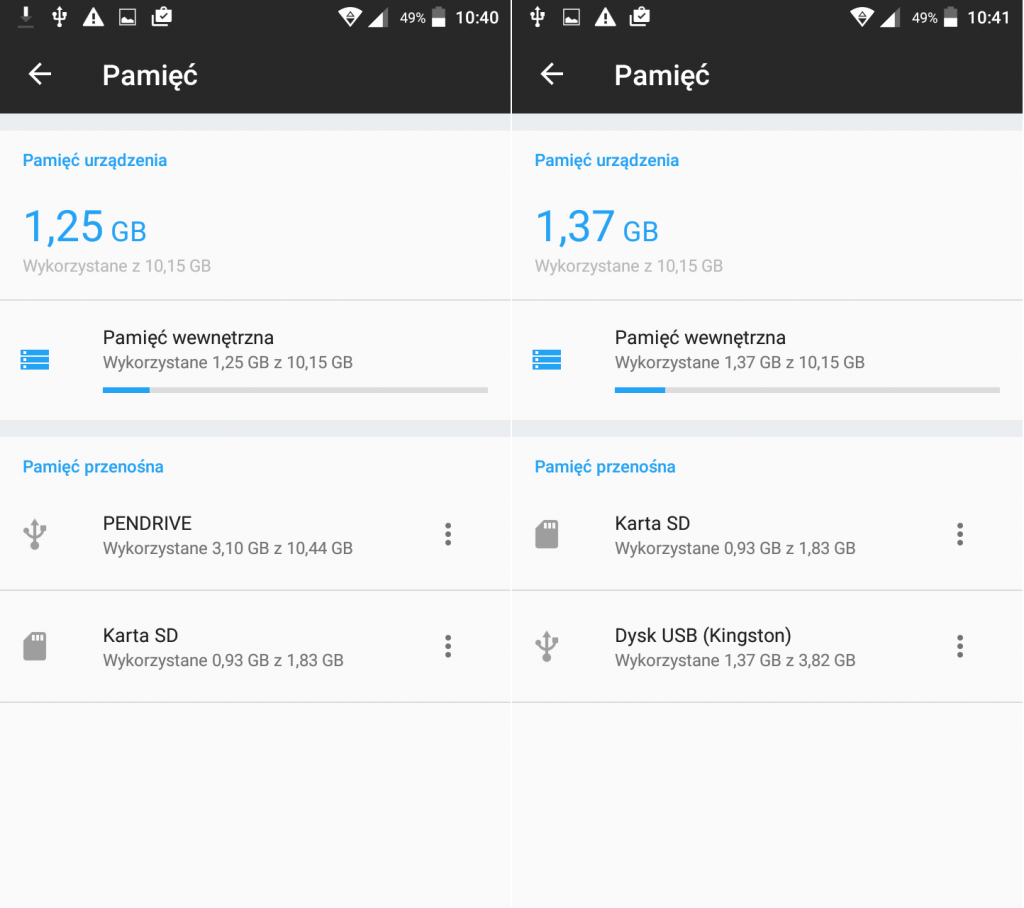 49% 10:40
Pamięć
Pamięć urządzenia
1,25 GB
Wykorzystane z 10,15 GB
Pamięć wewnętrzna
Wykorzystane 1,25 GB z 10,15 GB
Pamięć przenośna
PENDRIVE
Wykorzystane 3,10 GB z 10,44 GB
Karta SD
Wykorzystane 0,93 GB z 1,83 GB
49% 10:41
Pamięć
Pamięć urządzenia
1,37 GB
Wykorzystane z 10,15 GB
Pamięć wewnętrzna
Wykorzystane 1,37 GB z 10,15 GB
Pamięć przenośna
Karta SD
Wykorzystane 0,93 GB z 1,83 GB
Dysk USB (Kingston)
Wykorzystane 1,37 GB z 3,82 GB